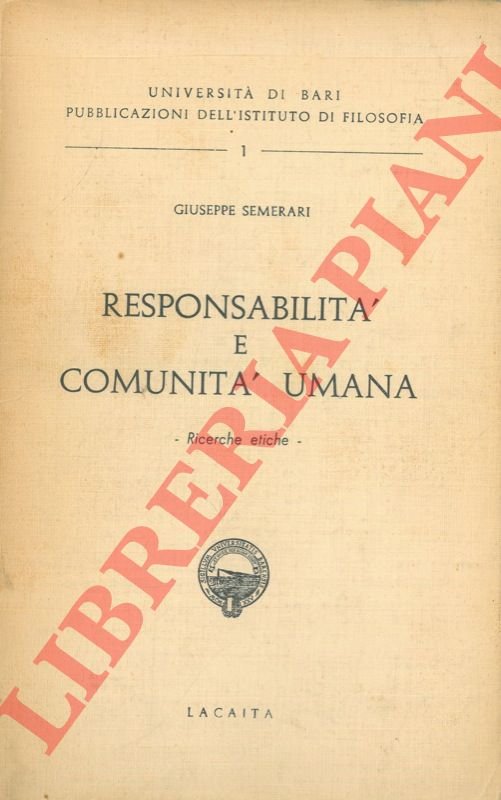 UNIVERSITÀ DI BARI
PUBBLICAZIONI DELL'ISTITUTO DI FILOSOFIA
1
GIUSEPPE SEMERARI
RESPONSABILITA'
E
COMUNITA' UMANA
- Ricerche etiche -
LACAITA
LIBRERIA PIANI